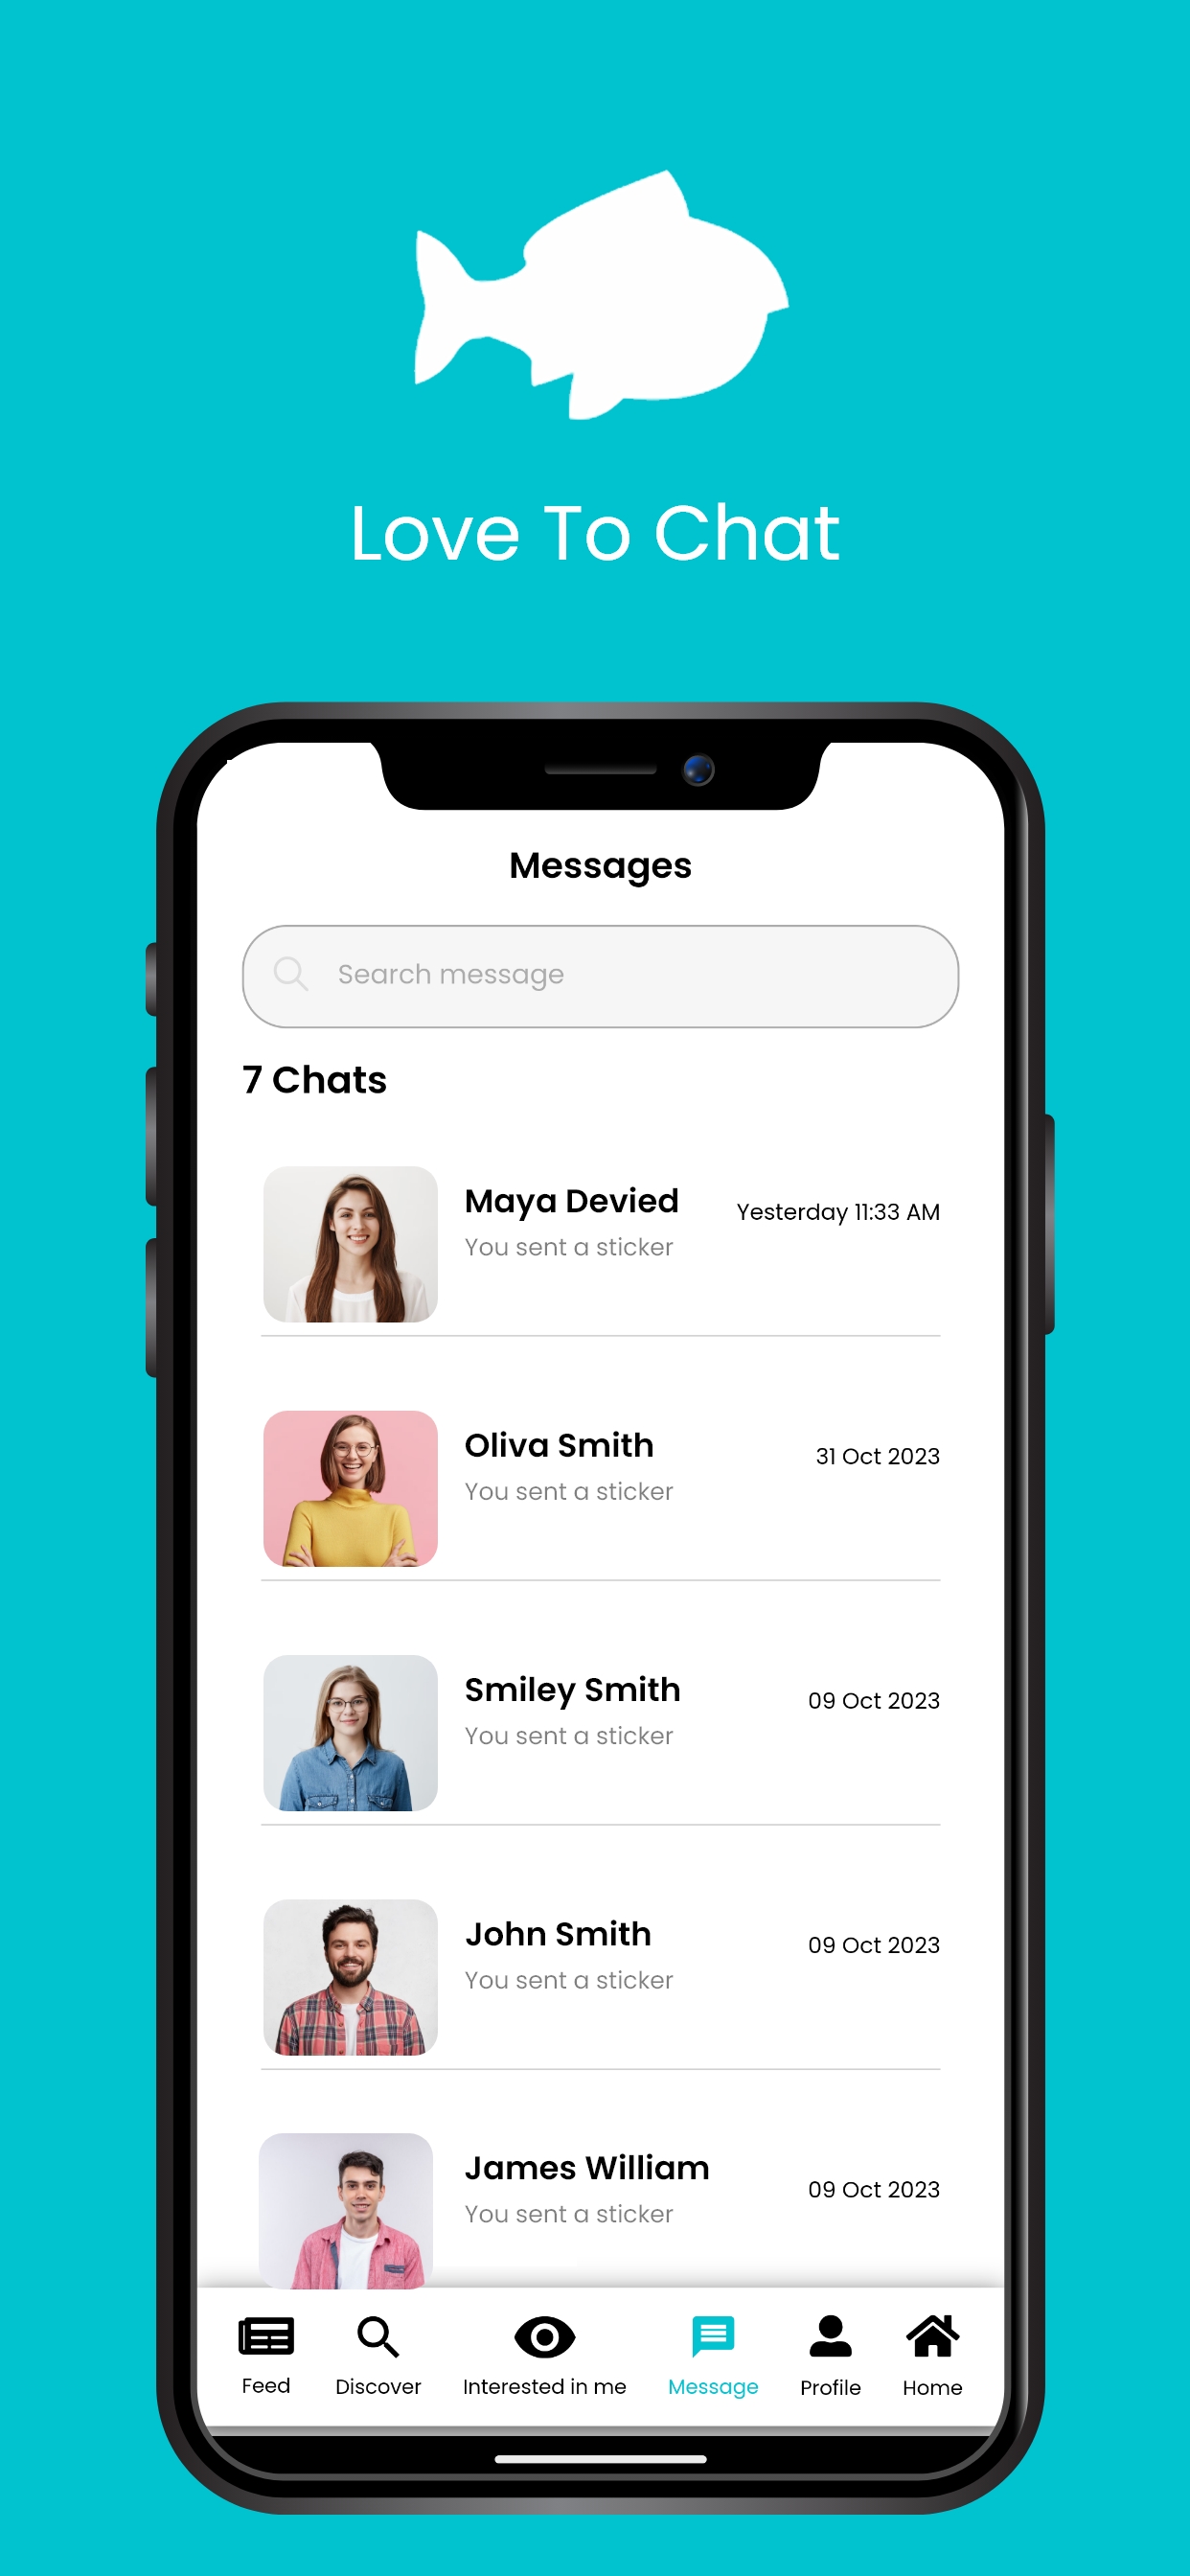 Love To Chat
Messages
Search message
7 Chats
Maya Devied
Yesterday 11:33 AM
You sent a sticker
Oliva Smith
31 Oct 2023
You sent a sticker
Smiley Smith
09 Oct 2023
You sent a sticker
John Smith
09 Oct 2023
You sent a sticker
James William
09 Oct 2023
You sent a sticker
Feed Discover Interested in me Message Profile Home